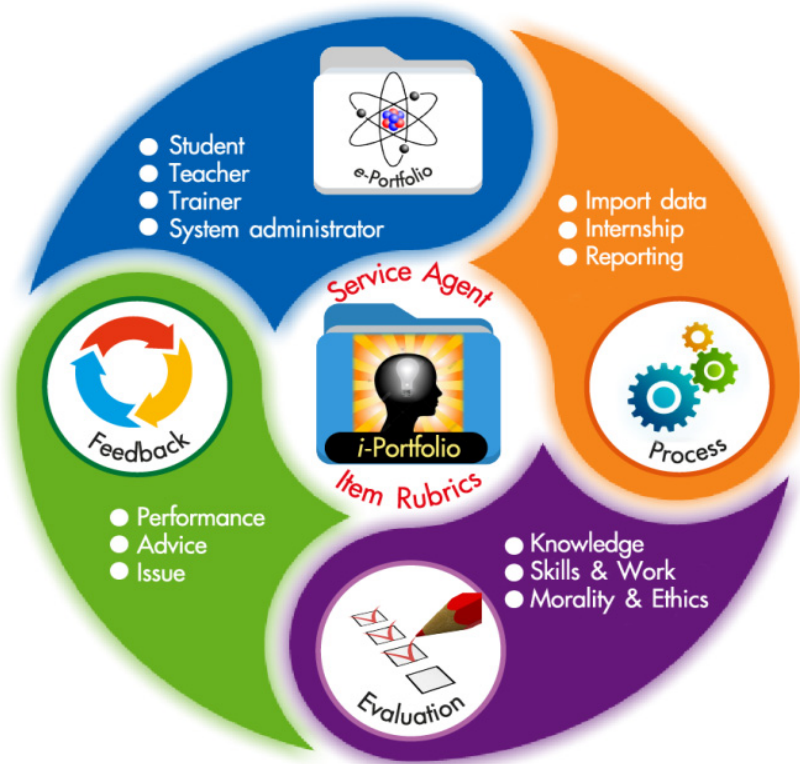 e-Portfolio
Student
Teacher
Trainer
System administrator
Import data
Internship
Reporting
Process
Service Agent
i-Portfolio
Item Rubrics
Feedback
Performance
Advice
Issue
Knowledge
Skills & Work
Morality & Ethics
Evaluation